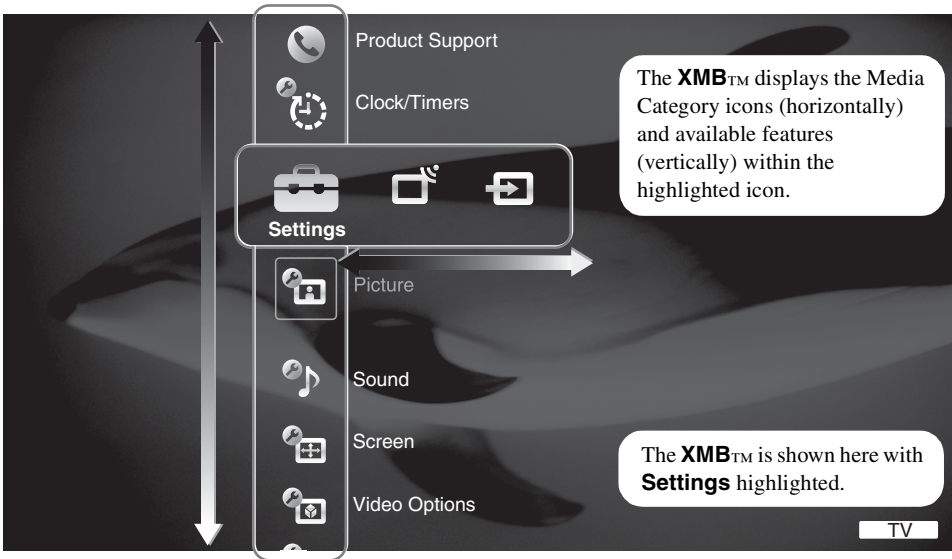 Product Support
Clock/Timers
The XMB™ displays the Media
Category icons (horizontally)
and available features
(vertically) within the
highlighted icon.
Settings
Picture
Sound
Screen
Video Options
The XMB™ is shown here with
Settings highlighted.
TV